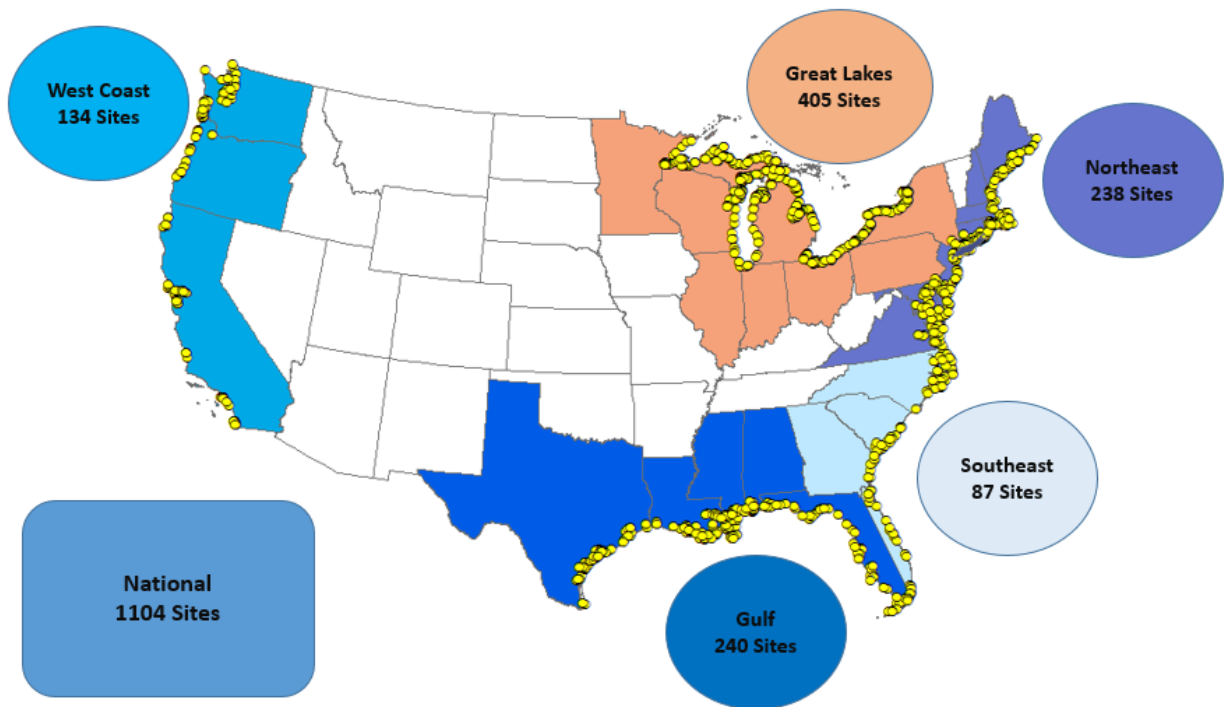 West Coast
134 Sites
Great Lakes
405 Sites
Northeast
238 Sites
Southeast
87 Sites
National
1104 Sites
Gulf
240 Sites